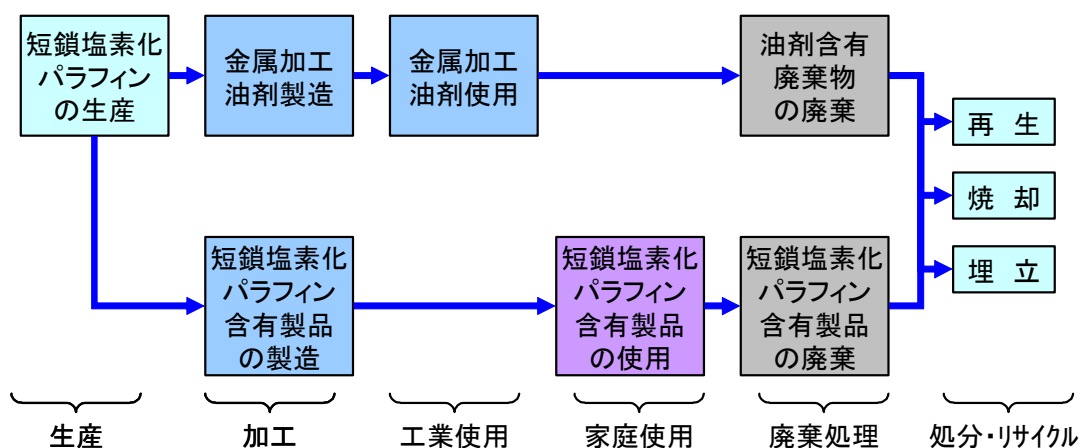 短鎖塩素化
パラフィン
の生産
金属加工
油剤製造
金属加工
油剤使用
油剤含有
廃棄物
の廃棄
再 生
焼 却
埋 立
短鎖塩素化
パラフィン
含有製品
の製造
短鎖塩素化
パラフィン
含有製品
の使用
短鎖塩素化
パラフィン
含有製品
の廃棄
生産
加工
工業使用
家庭使用
廃棄処理
処分・リサイクル